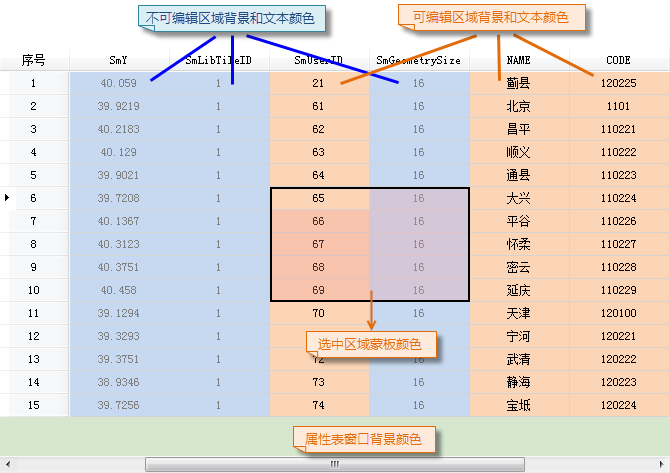 不可编辑区域背景和文本颜色 可编辑区域背景和文本颜色
序号 SmY SmLibTileID SmUserID SmGeometrySize NAME CODE
1 40.059 1 21 16 蓟县 120225
2 39.9219 1 61 16 北京 1101
3 40.2183 1 62 16 昌平 110221
4 40.129 1 63 16 顺义 110222
5 39.9021 1 64 16 通县 110223
6 39.7208 1 65 16 大兴 110224
7 40.1367 1 66 16 平谷 110226
8 40.3123 1 67 16 怀柔 110227
9 40.3751 1 68 16 密云 110228
10 40.458 1 69 16 延庆 110229
11 39.1294 1 70 16 天津 120100
12 39.3293 1 16 宁河 120221
选中区域蒙板颜色
13 39.3751 1 72 16 武清 120222
14 38.9346 1 73 16 静海 120223
15 39.7256 1 74 16 宝坻 120224
属性表窗口背景颜色